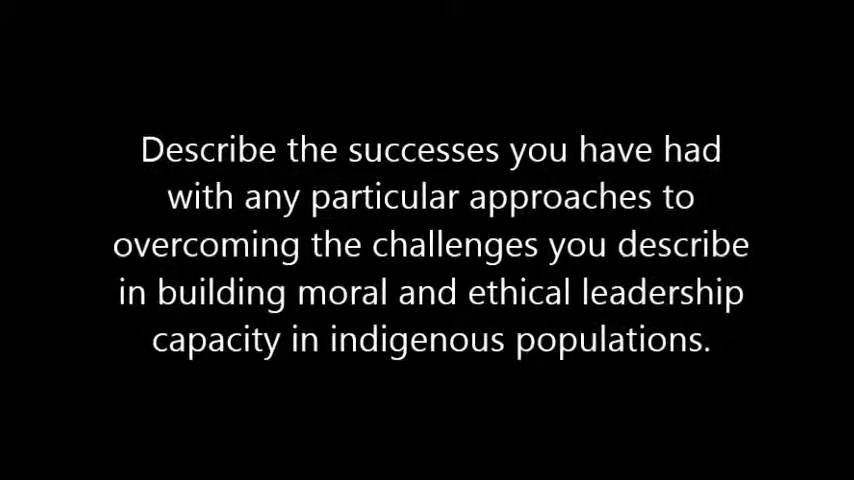 Describe the successes you have had
with any particular approaches to
overcoming the challenges you describe
in building moral and ethical leadership
capacity in indigenous populations.